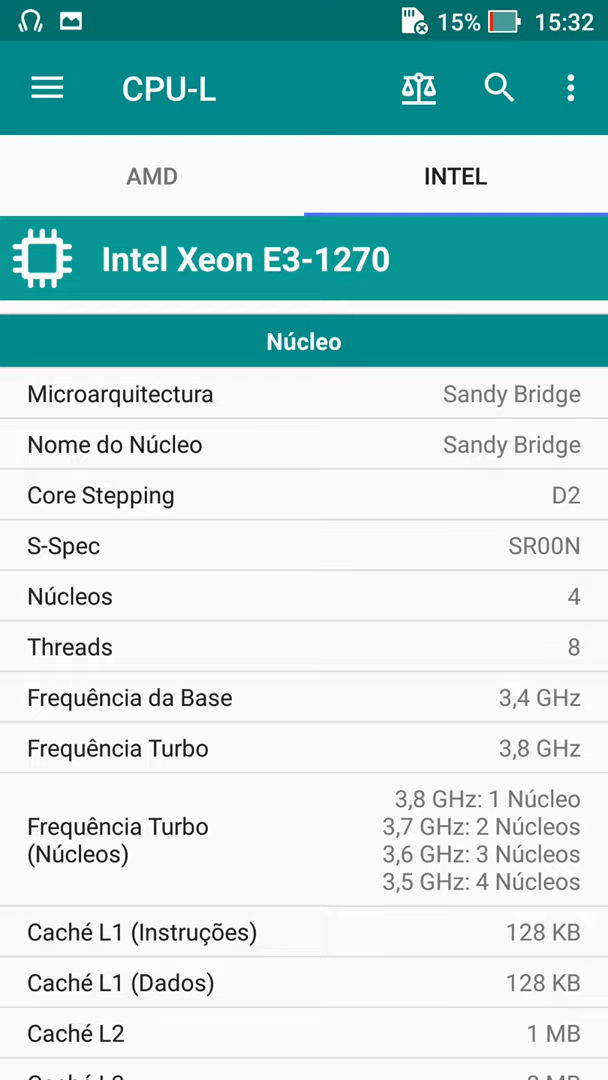 15% 15:32
CPU-L
AMD INTEL
Intel Xeon E3-1270
Núcleo
Microarquitectura Sandy Bridge
Nome do Núcleo Sandy Bridge
Core Stepping D2
S-Spec SR00N
Núcleos 4
Threads 8
Frequência da Base 3,4 GHz
Frequência Turbo 3,8 GHz
Frequência Turbo
(Núcleos)
3,8 GHz: 1 Núcleo
3,7 GHz: 2 Núcleos
3,6 GHz: 3 Núcleos
3,5 GHz: 4 Núcleos
Caché L1 (Instruções) 128 KB
Caché L1 (Dados) 128 KB
Caché L2 1 MB